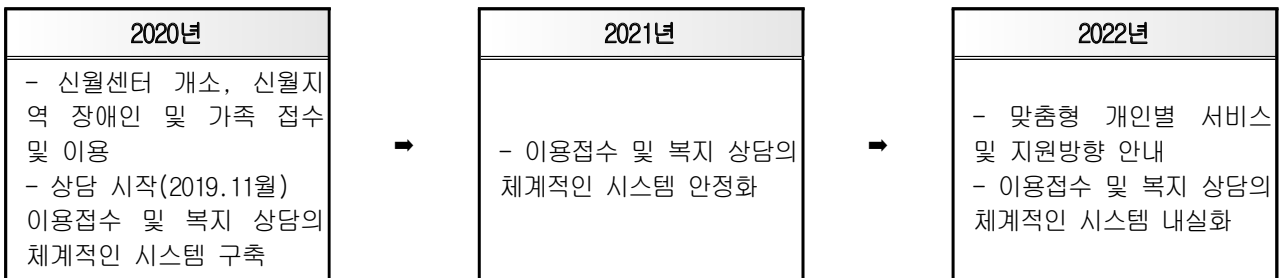 2020년
- 신월센터 개소, 신월지
역 장애인 및 가족 접수
및 이용
- 상담 시작(2019.11월)
이용접수 및 복지 상담의
체계적인 시스템 구축
➡
2021년
- 이용접수 및 복지 상담의
체계적인 시스템 안정화
➡
2022년
- 맞춤형 개인별 서비스
및 지원방향 안내
- 이용접수 및 복지 상담의
체계적인 시스템 내실화